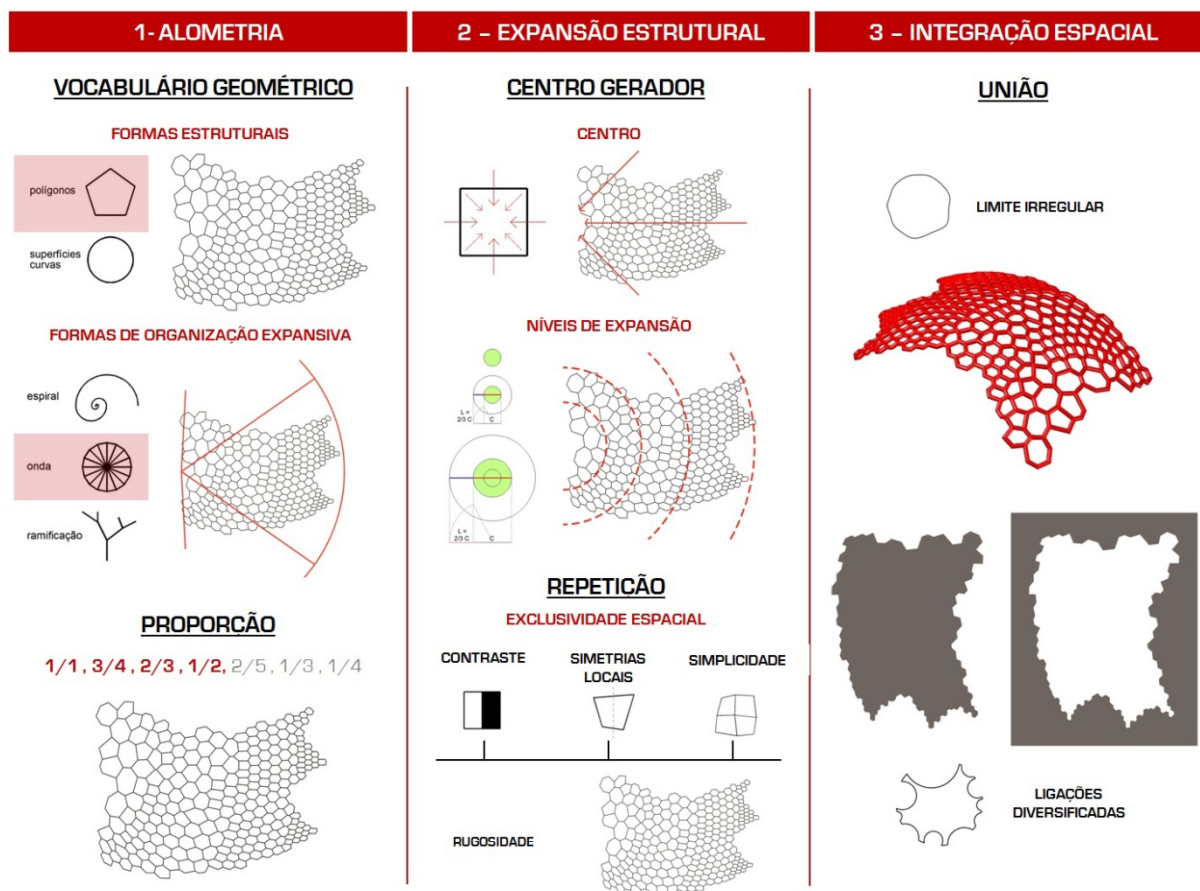 1- ALOMETRIA
VOCABULÁRIO GEOMÉTRICO
FORMAS ESTRUTURAIS
polígonos
superfícies
curvas
FORMAS DE ORGANIZAÇÃO EXPANSIVA
espiral
onda
ramificação
PROPORÇÃO
1/1, 3/4, 2/3, 1/2, 2/5, 1/3, 1/4
2 – EXPANSÃO ESTRUTURAL
CENTRO GERADOR
CENTRO
NÍVEIS DE EXPANSÃO
L =
2/3 C
C
L =
2/3 C
C
REPETIÇÃO
EXCLUSIVIDADE ESPACIAL
CONTRASTE
SIMETRIAS
LOCAIS
SIMPLICIDADE
RUGOSIDADE
3 – INTEGRAÇÃO ESPACIAL
UNIÃO
LIMITE IRREGULAR
LIGAÇÕES
DIVERSIFICADAS